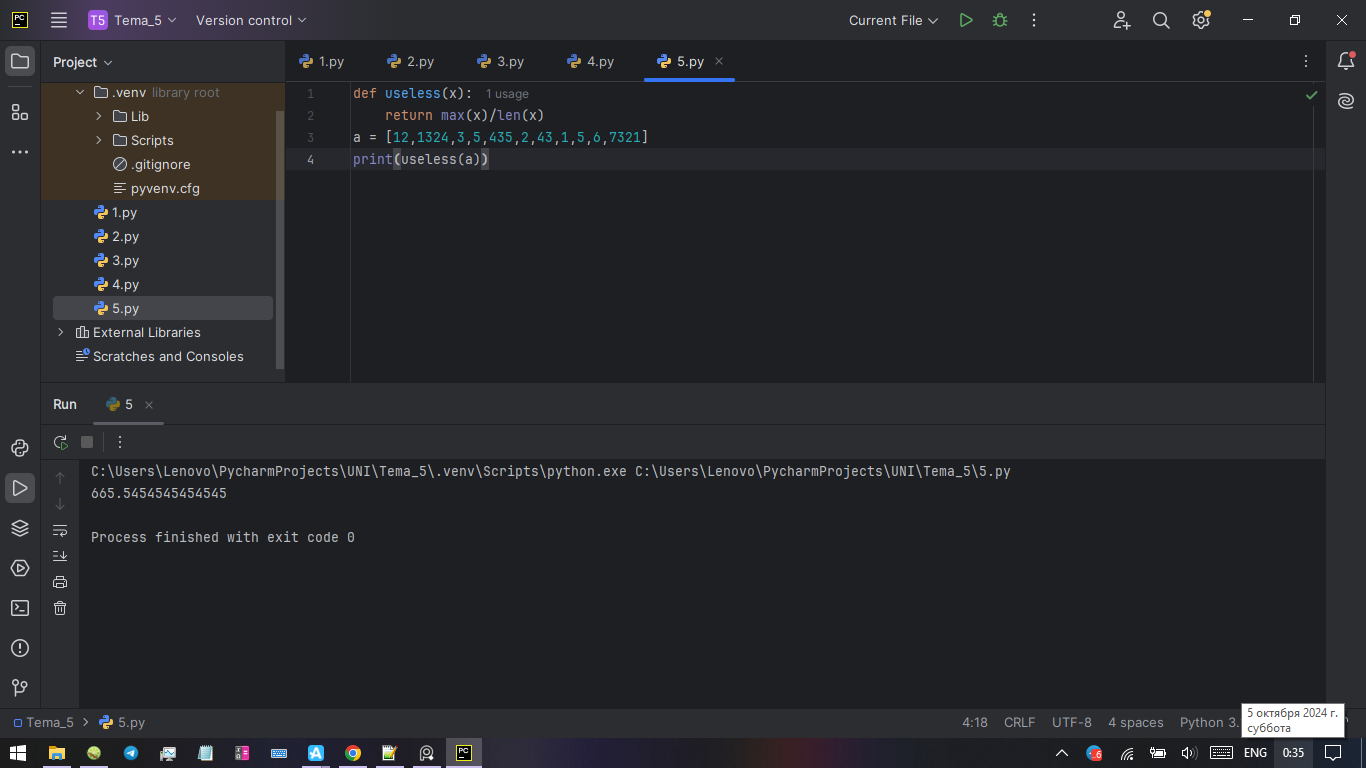 PC T5 Tema_5 Version control Current File
Project 1.py 2.py 3.py 4.py 5.py
.venv library root
Lib
Scripts
.gitignore
pyvenv.cfg
1.py
2.py
3.py
4.py
5.py
External Libraries
Scratches and Consoles
1 def useless(x): 1 usage
2 return max(x)/len(x)
3 a = [12,1324,3,5,435,2,43,1,5,6,7321]
4 print(useless(a))
Run 5
C:\Users\Lenovo\PycharmProjects\UNI\Tema_5\.venv\Scripts\python.exe C:\Users\Lenovo\PycharmProjects\UNI\Tema_5\5.py
665.5454545454545
Process finished with exit code 0
Tema_5 5.py 4:18 CRLF UTF-8 4 spaces Python 3.
5 октября 2024 г.
суббота
PC ENG 0:35